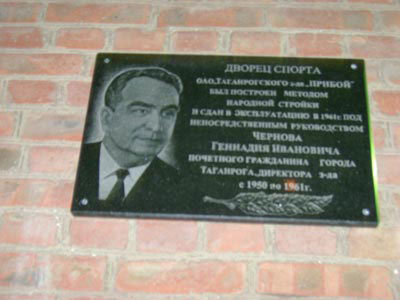 ДВОРЕЦ СПОРТА
ОАО„ТАГАНРОГСКОГО з-да „ПРИБОЙ"
БЫЛ ПОСТРОЕН МЕТОДОМ
НАРОДНОЙ СТРОЙКИ
И СДАН В ЭКСПЛУАТАЦИЮ В 1961г. ПОД
НЕПОСРЕДСТВЕННЫМ РУКОВОДСТВОМ
ЧЕРНОВА
ГЕННАДИЯ ИВАНОВИЧА
ПОЧЕТНОГО ГРАЖДАНИНА ГОРОДА
ТАГАНРОГА, ДИРЕКТОРА з-да
с 1950 по 1961г.